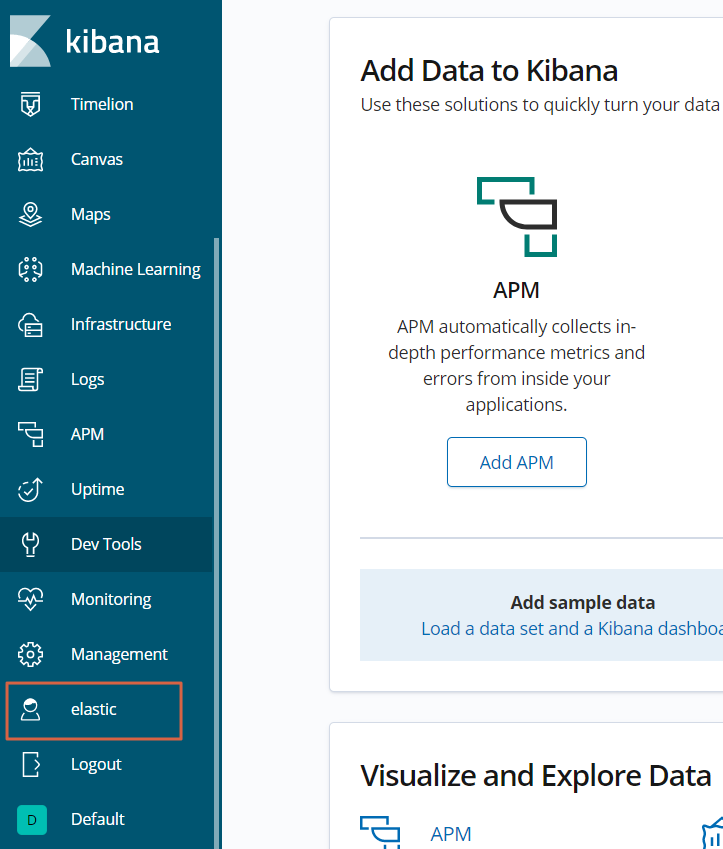 kibana
Timelion
Canvas
Maps
Machine Learning
Infrastructure
Logs
APM
Uptime
Dev Tools
Monitoring
Management
elastic
Logout
D
Default
Add Data to Kibana
Use these solutions to quickly turn your data
APM
APM automatically collects in-
depth performance metrics and
errors from inside your
applications.
Add APM
Add sample data
Load a data set and a Kibana dashboa
Visualize and Explore Data
APM